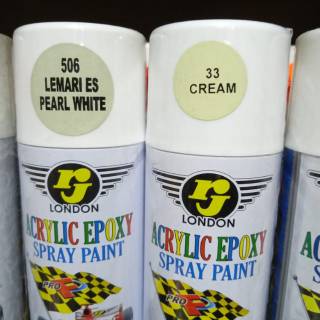 506
LEMARI ES
PEARL WHITE
rj
LONDON
ACRYLIC EPOXY
SPRAY PAINT
PRO
33
CREAM
rj
LONDON
ACRYLIC EPOXY
SPRAY PAINT
PRO